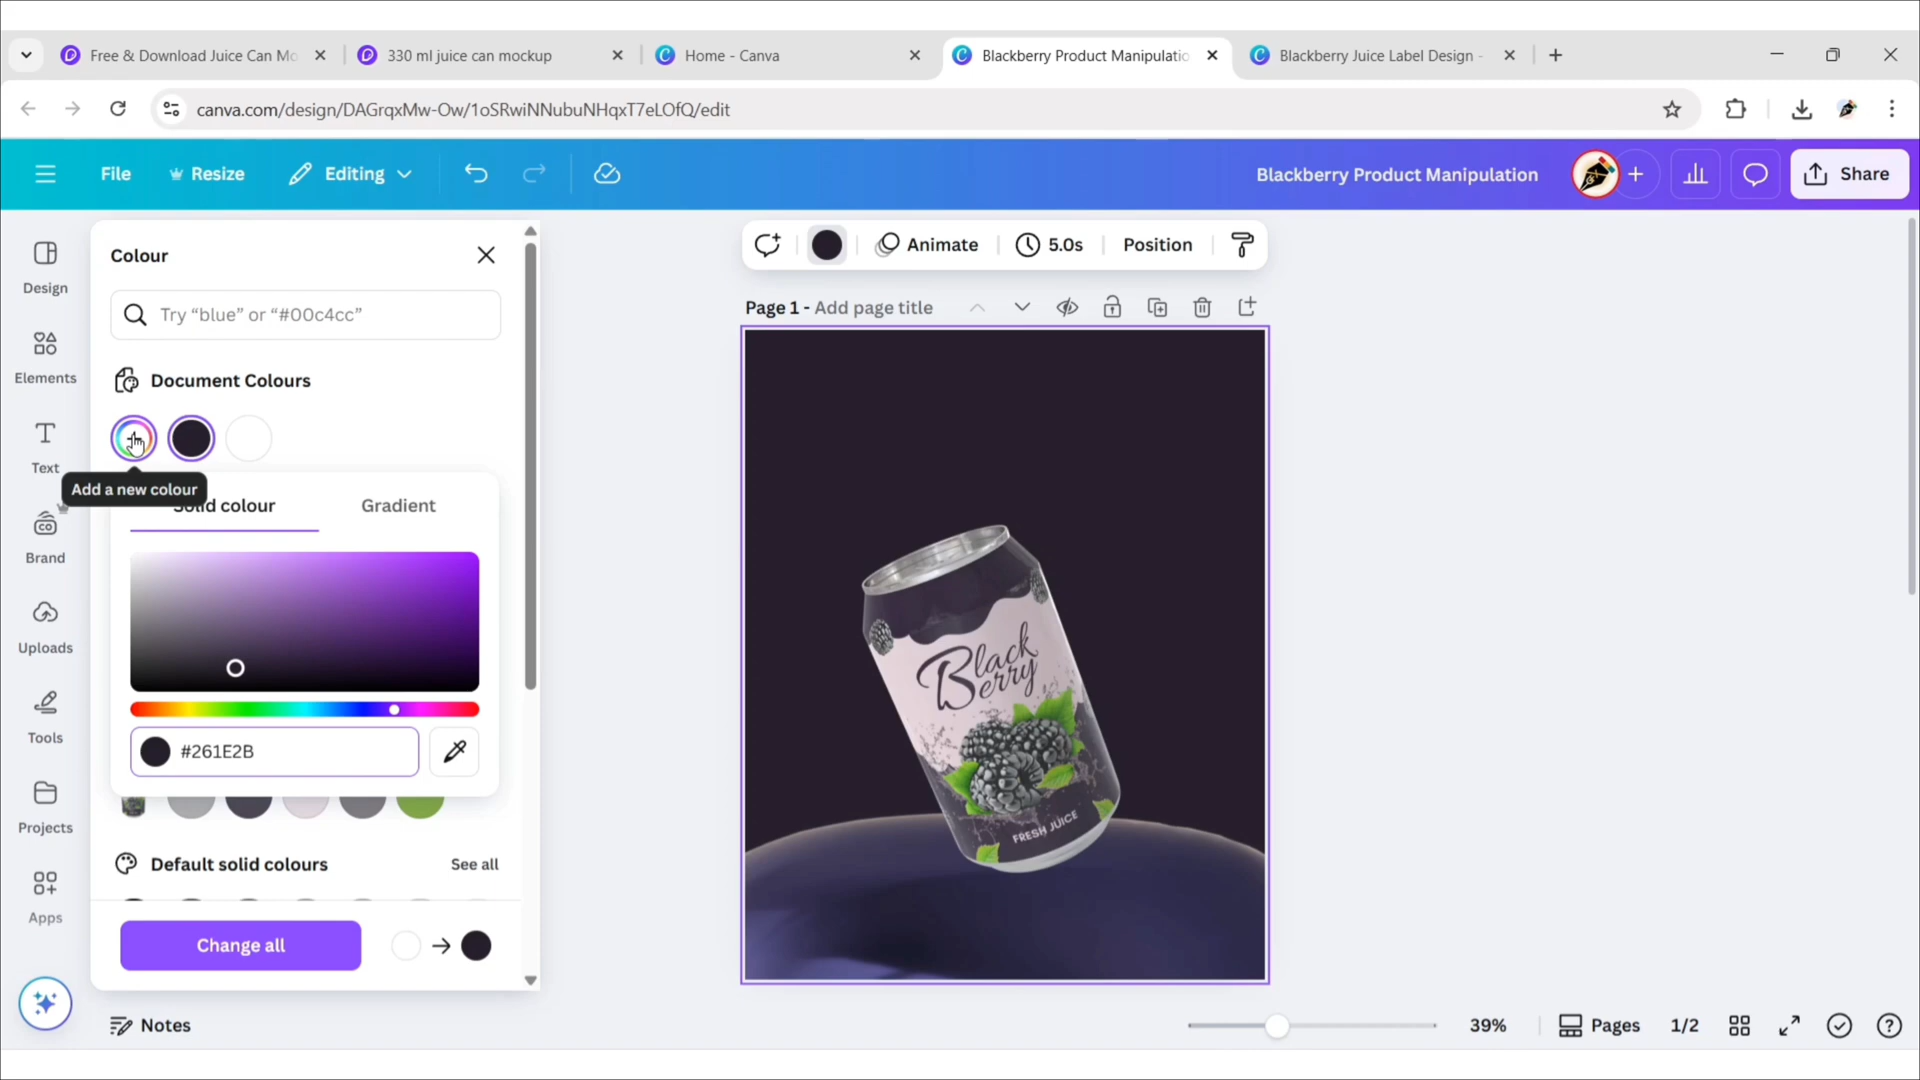 Free & Download Juice Can Mo
330 ml juice can mockup
Home - Canva
Blackberry Product Manipulatio
Blackberry Juice Label Design -
canva.com/design/DAGrqxMw-Ow/1oSRwiNNubuNHqxT7eLOfQ/edit
File
Resize
Editing
Blackberry Product Manipulation
Share
Design
Elements
Text
Brand
Uploads
Tools
Projects
Apps
Colour
Try “blue” or “#00c4cc”
Document Colours
Add a new colour
Solid colour
Gradient
#261E2B
Default solid colours
See all
Change all
Notes
Animate
5.0s
Position
Page 1 - Add page title
Black
Berry
FRESH JUICE
39%
Pages
1/2